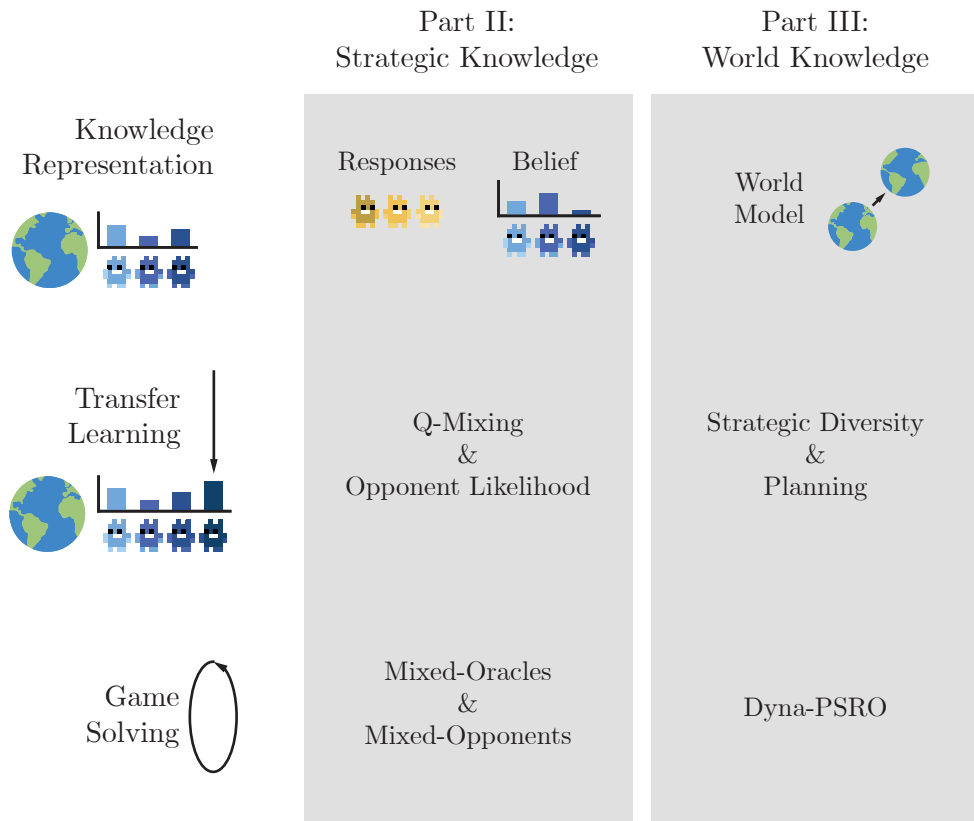 Part II:
Strategic Knowledge
Part III:
World Knowledge
Knowledge
Representation
Responses
Belief
World
Model
Transfer
Learning
Q-Mixing
&
Opponent Likelihood
Strategic Diversity
&
Planning
Game
Solving
Mixed-Oracles
&
Mixed-Opponents
Dyna-PSRO